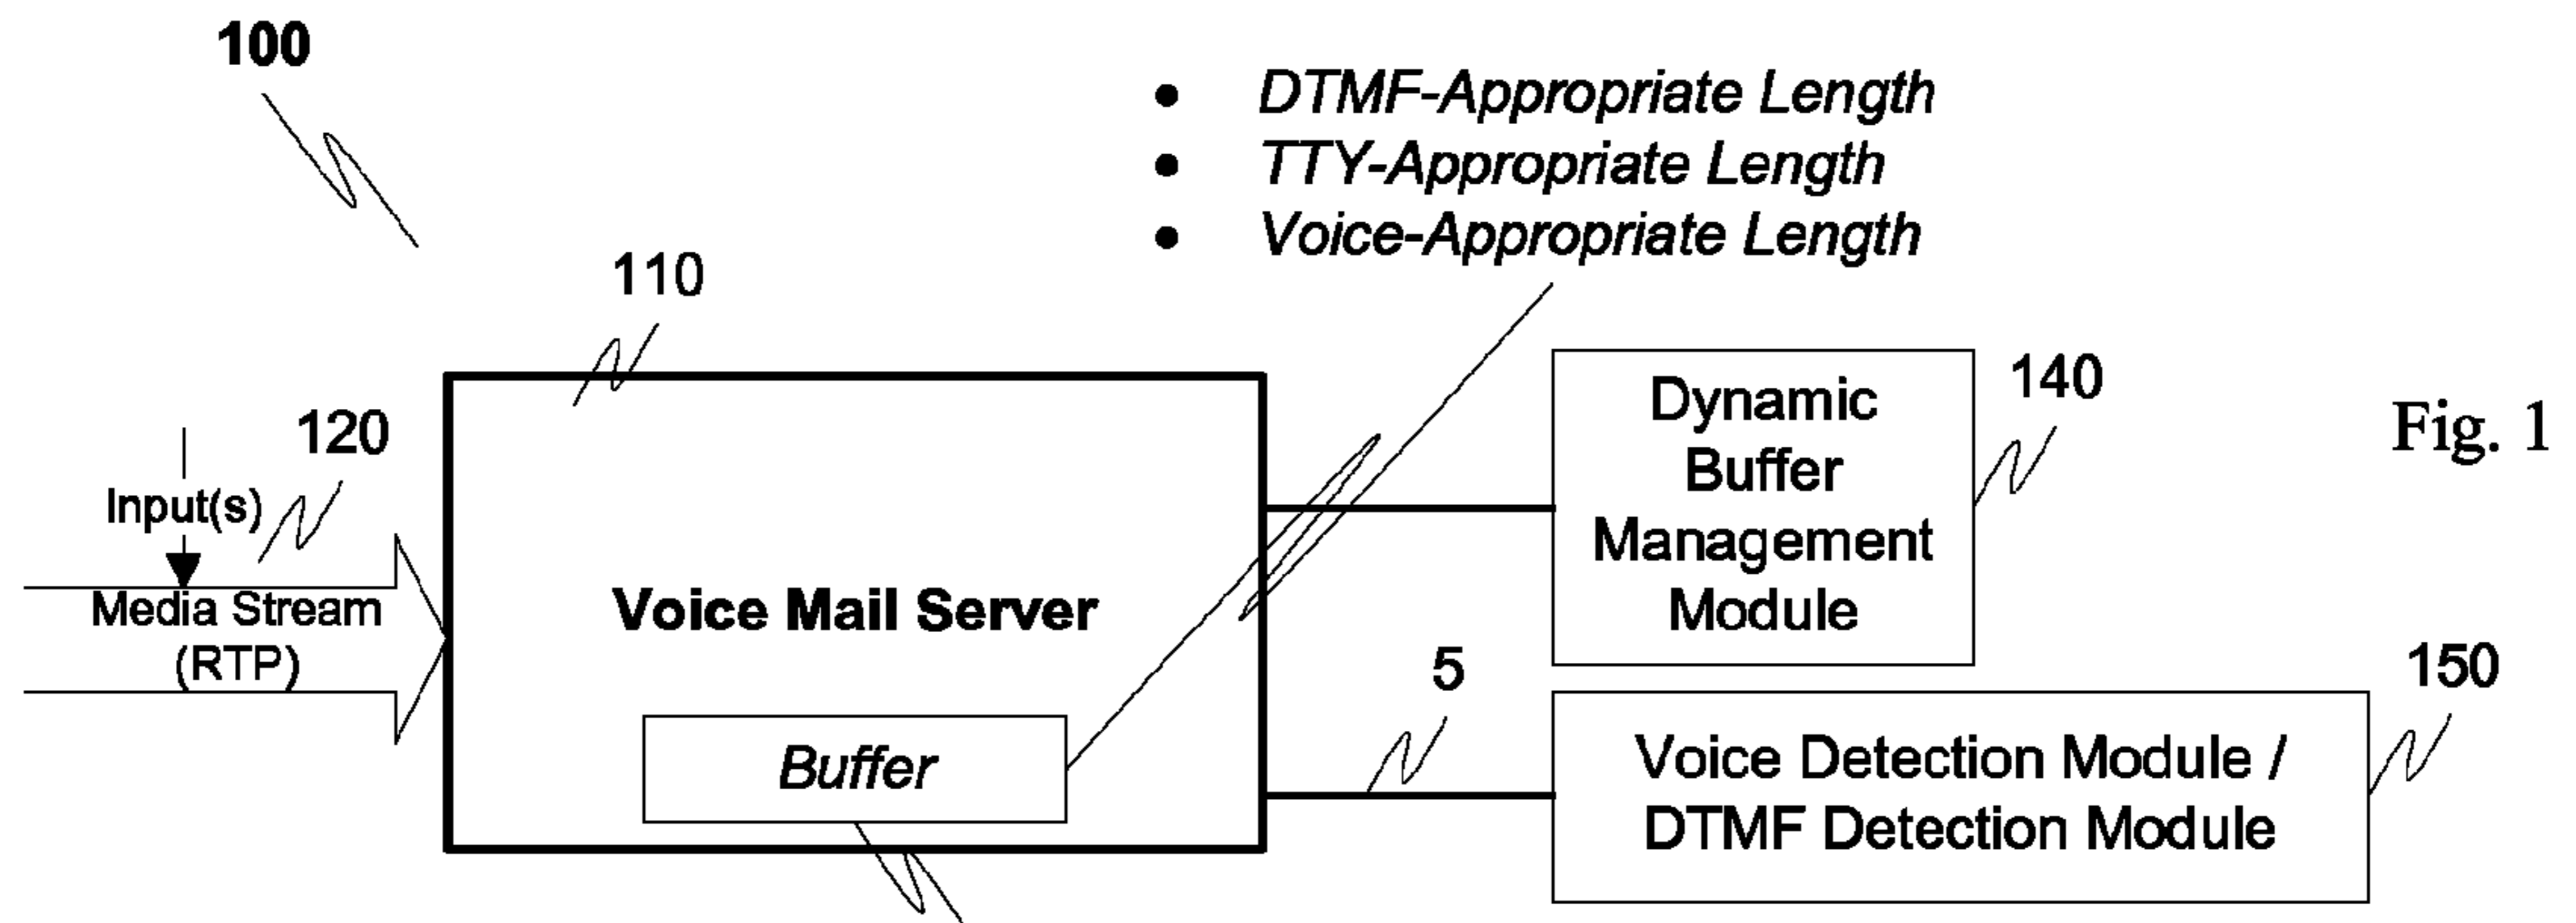 100
• DTMF-Appropriate Length
• TTY-Appropriate Length
• Voice-Appropriate Length
110
120
Input(s)
Media Stream
(RTP)
Voice Mail Server
Buffer
Dynamic
Buffer
Management
Module
140
Fig. 1
5
150
Voice Detection Module /
DTMF Detection Module